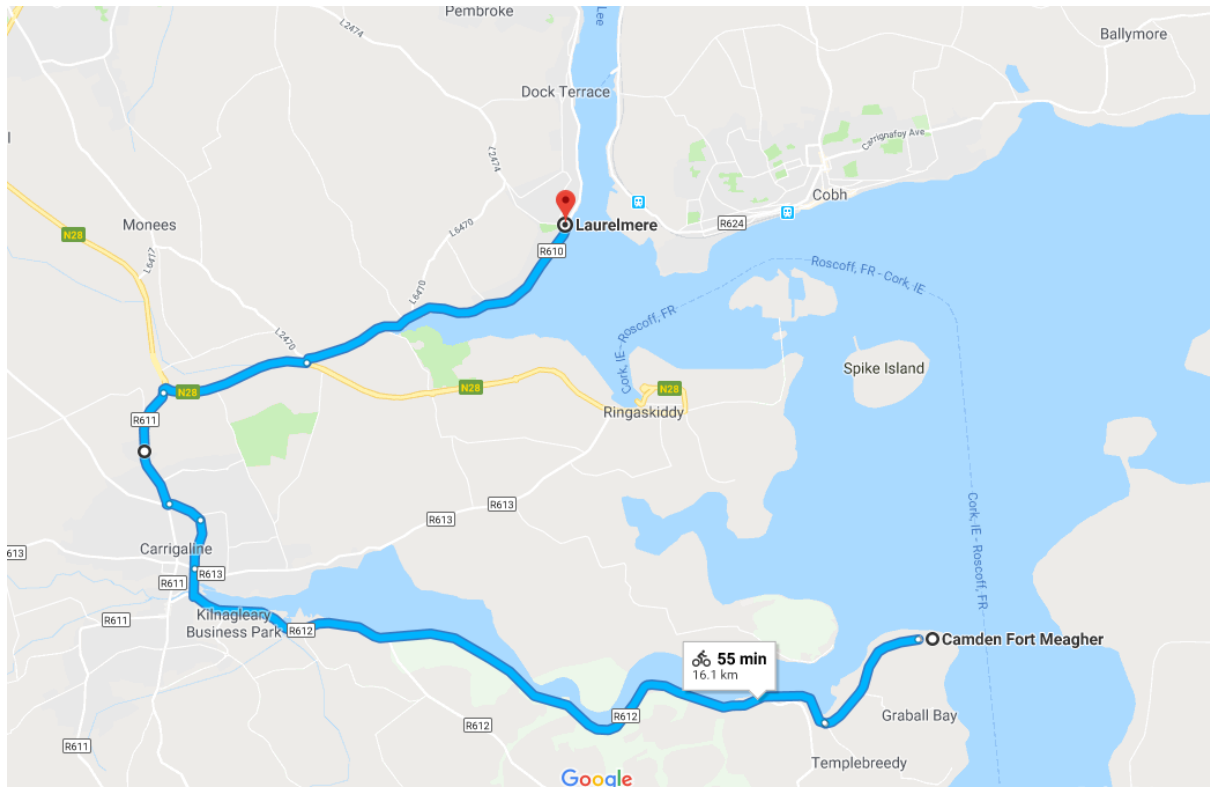 Pembroke
L2474
Lee
Ballymore
Dock Terrace
Carrignafoy Ave
L2474
Cobh
Monees
N28
L6417
L6470
Laurelmere
R624
R610
Roscoff, FR - Cork, IE
L6470
Cork, IE - Roscoff, FR
L2470
Spike Island
N28
N28
N28
R611
Ringaskiddy
R613
R613
613
Carrigaline
R613
R611
Cork, IE - Roscoff, FR
R611
Kilnagleary
Business Park
R612
Camden Fort Meagher
55 min
16.1 km
R612
R612
Graball Bay
R611
Templebreedy
Google